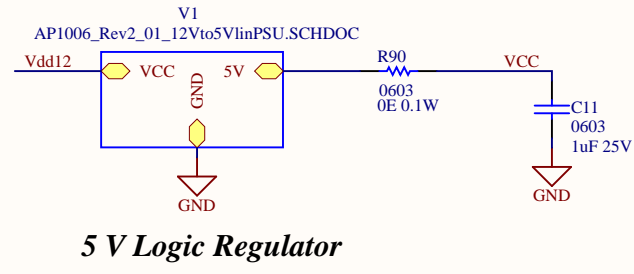 V1
AP1006_Rev2_01_12Vto5VlinPSU.SCHDOC
Vdd12
VCC
GND
5V
R90
0603
0E 0.1W
VCC
C11
0603
1uF 25V
GND
GND
5 V Logic Regulator